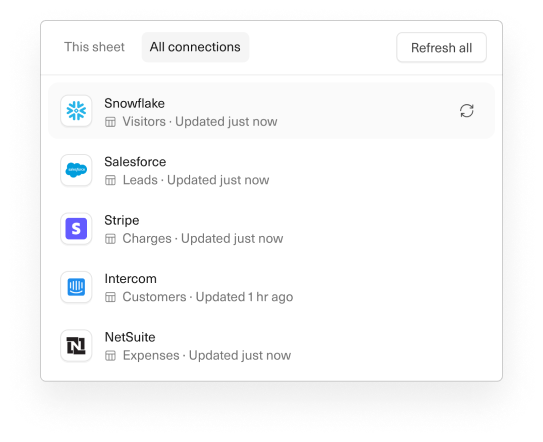 This sheet
All connections
Refresh all
Snowflake
Visitors · Updated just now
salesforce
Salesforce
Leads · Updated just now
S
Stripe
Charges · Updated just now
Intercom
Customers · Updated 1 hr ago
N
NetSuite
Expenses · Updated just now